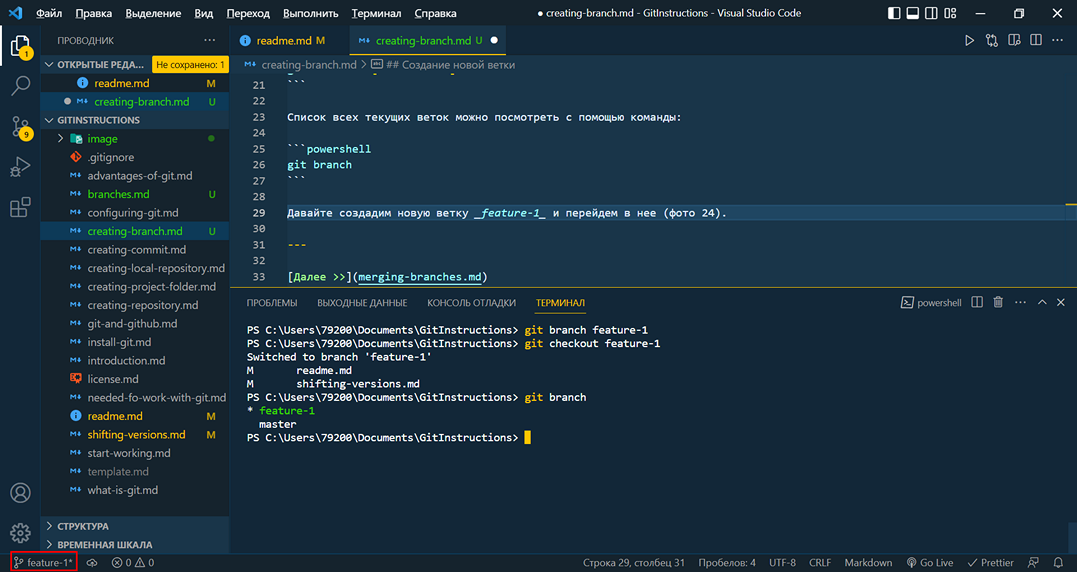 Файл Правка Выделение Вид Переход Выполнить Терминал Справка
● creating-branch.md - GitInstructions - Visual Studio Code
ПРОВОДНИК ···
ОТКРЫТЫЕ РЕДА... Не сохранено: 1
readme.md M
creating-branch.md U
GITINSTRUCTIONS
image
.gitignore
advantages-of-git.md
branches.md U
configuring-git.md
creating-branch.md U
creating-commit.md
creating-local-repository.md
creating-project-folder.md
creating-repository.md
git-and-github.md
install-git.md
introduction.md
license.md
needed-fo-work-with-git.md
readme.md M
shifting-versions.md M
start-working.md
template.md
what-is-git.md
СТРУКТУРА
ВРЕМЕННАЯ ШКАЛА
1
9
readme.md M creating-branch.md U ●
creating-branch.md > ## Создание новой ветки
21 ```
22
23 Список всех текущих веток можно посмотреть с помощью команды:
24
25 ```powershell
26 git branch
27 ```
28
29 Давайте создадим новую ветку _feature-1_ и перейдем в нее (фото 24).
30
31 ---
32
33 [Далее >>](merging-branches.md)
ПРОБЛЕМЫ ВЫХОДНЫЕ ДАННЫЕ КОНСОЛЬ ОТЛАДКИ ТЕРМИНАЛ powershell
PS C:\Users\79200\Documents\GitInstructions> git branch feature-1
PS C:\Users\79200\Documents\GitInstructions> git checkout feature-1
Switched to branch 'feature-1'
M readme.md
M shifting-versions.md
PS C:\Users\79200\Documents\GitInstructions> git branch
* feature-1
master
PS C:\Users\79200\Documents\GitInstructions>
feature-1* 0 0 Строка 29, столбец 31 Пробелов: 4 UTF-8 CRLF Markdown Go Live Prettier